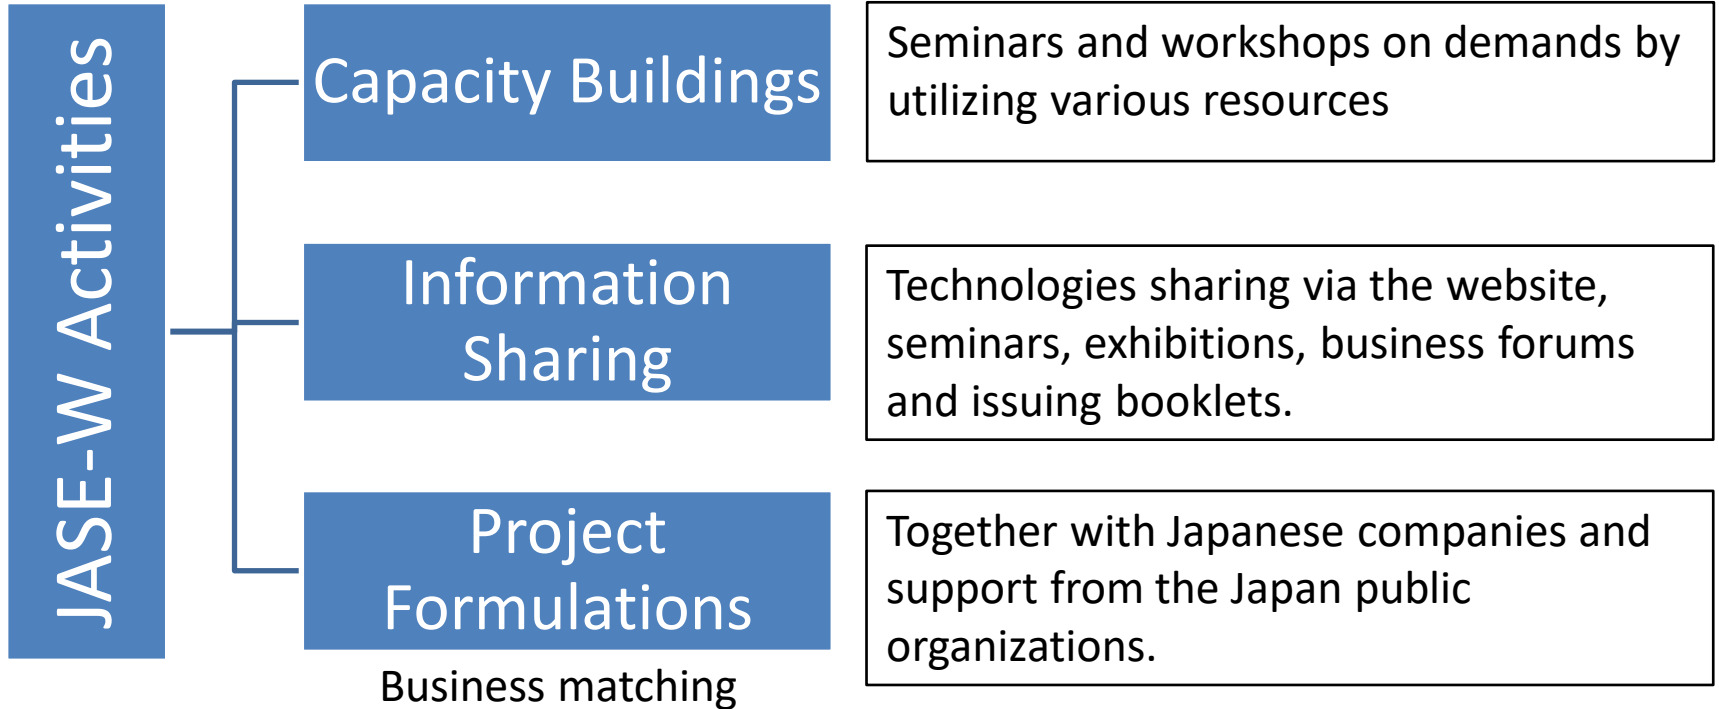 JASE-W Activities
Capacity Buildings
Seminars and workshops on demands by
utilizing various resources
Information
Sharing
Technologies sharing via the website,
seminars, exhibitions, business forums
and issuing booklets.
Project
Formulations
Business matching
Together with Japanese companies and
support from the Japan public
organizations.